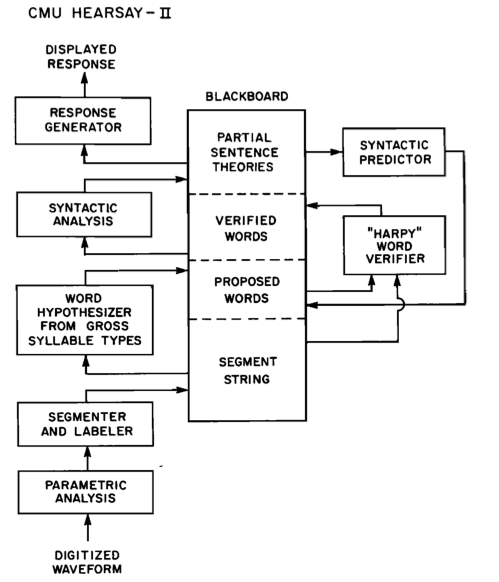 CMU HEARSAY-II
DISPLAYED
RESPONSE
RESPONSE
GENERATOR
SYNTACTIC
ANALYSIS
WORD
HYPOTHESIZER
FROM GROSS
SYLLABLE TYPES
SEGMENTER
AND LABELER
PARAMETRIC
ANALYSIS
DIGITIZED
WAVEFORM
BLACKBOARD
PARTIAL
SENTENCE
THEORIES
VERIFIED
WORDS
PROPOSED
WORDS
SEGMENT
STRING
SYNTACTIC
PREDICTOR
"HARPY"
WORD
VERIFIER